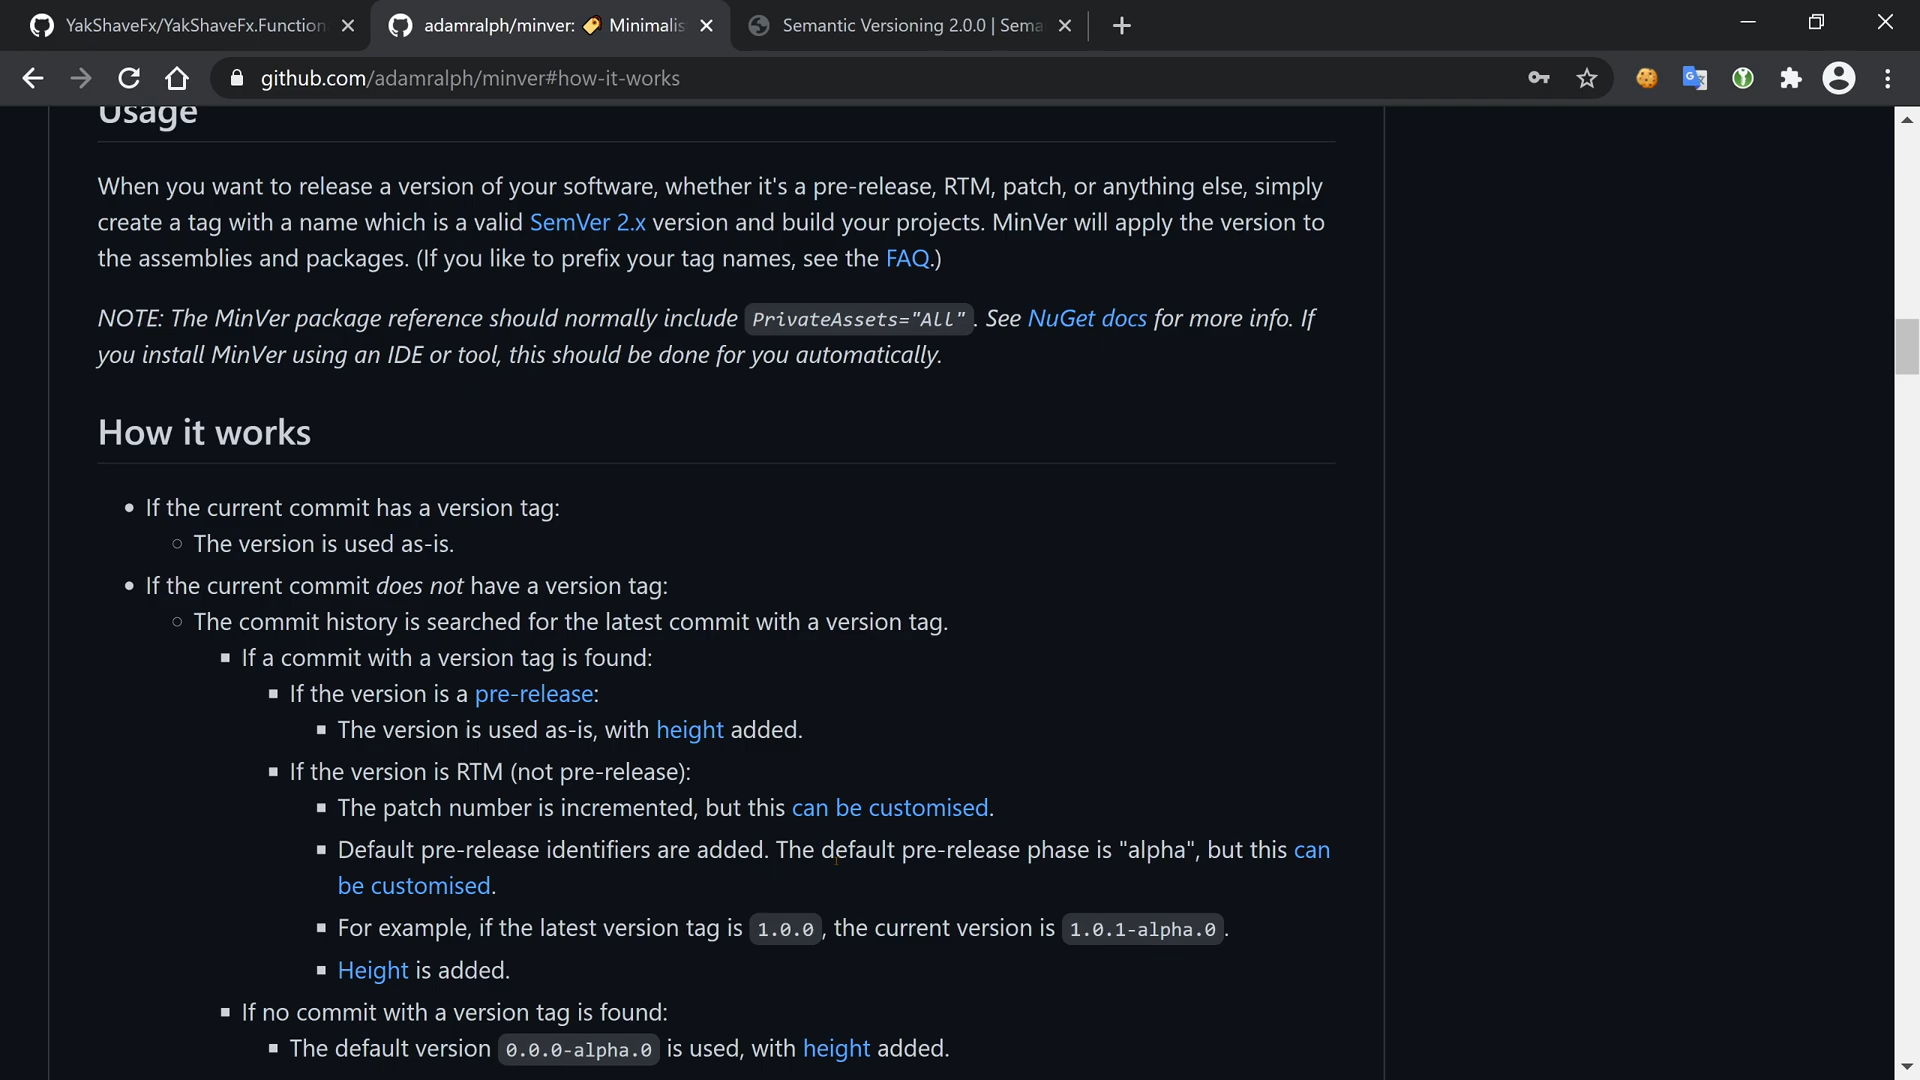 YakShaveFx/YakShaveFx.Function
adamralph/minver: 🏷️ Minimalis
Semantic Versioning 2.0.0 | Sema
github.com/adamralph/minver#how-it-works
Usage
When you want to release a version of your software, whether it's a pre-release, RTM, patch, or anything else, simply
create a tag with a name which is a valid SemVer 2.x version and build your projects. MinVer will apply the version to
the assemblies and packages. (If you like to prefix your tag names, see the FAQ.)
NOTE: The MinVer package reference should normally include PrivateAssets="All". See NuGet docs for more info. If
you install MinVer using an IDE or tool, this should be done for you automatically.
How it works
If the current commit has a version tag:
The version is used as-is.
If the current commit does not have a version tag:
The commit history is searched for the latest commit with a version tag.
If a commit with a version tag is found:
If the version is a pre-release:
The version is used as-is, with height added.
If the version is RTM (not pre-release):
The patch number is incremented, but this can be customised.
Default pre-release identifiers are added. The default pre-release phase is "alpha", but this can
be customised.
For example, if the latest version tag is 1.0.0, the current version is 1.0.1-alpha.0.
Height is added.
If no commit with a version tag is found:
The default version 0.0.0-alpha.0 is used, with height added.